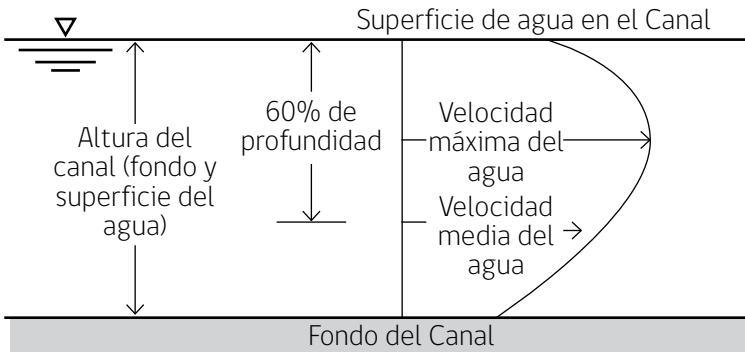 Superficie de agua en el Canal
Altura del
canal (fondo y
superficie del
agua)
60% de
profundidad
Velocidad
máxima del
agua
Velocidad
media del
agua
Fondo del Canal